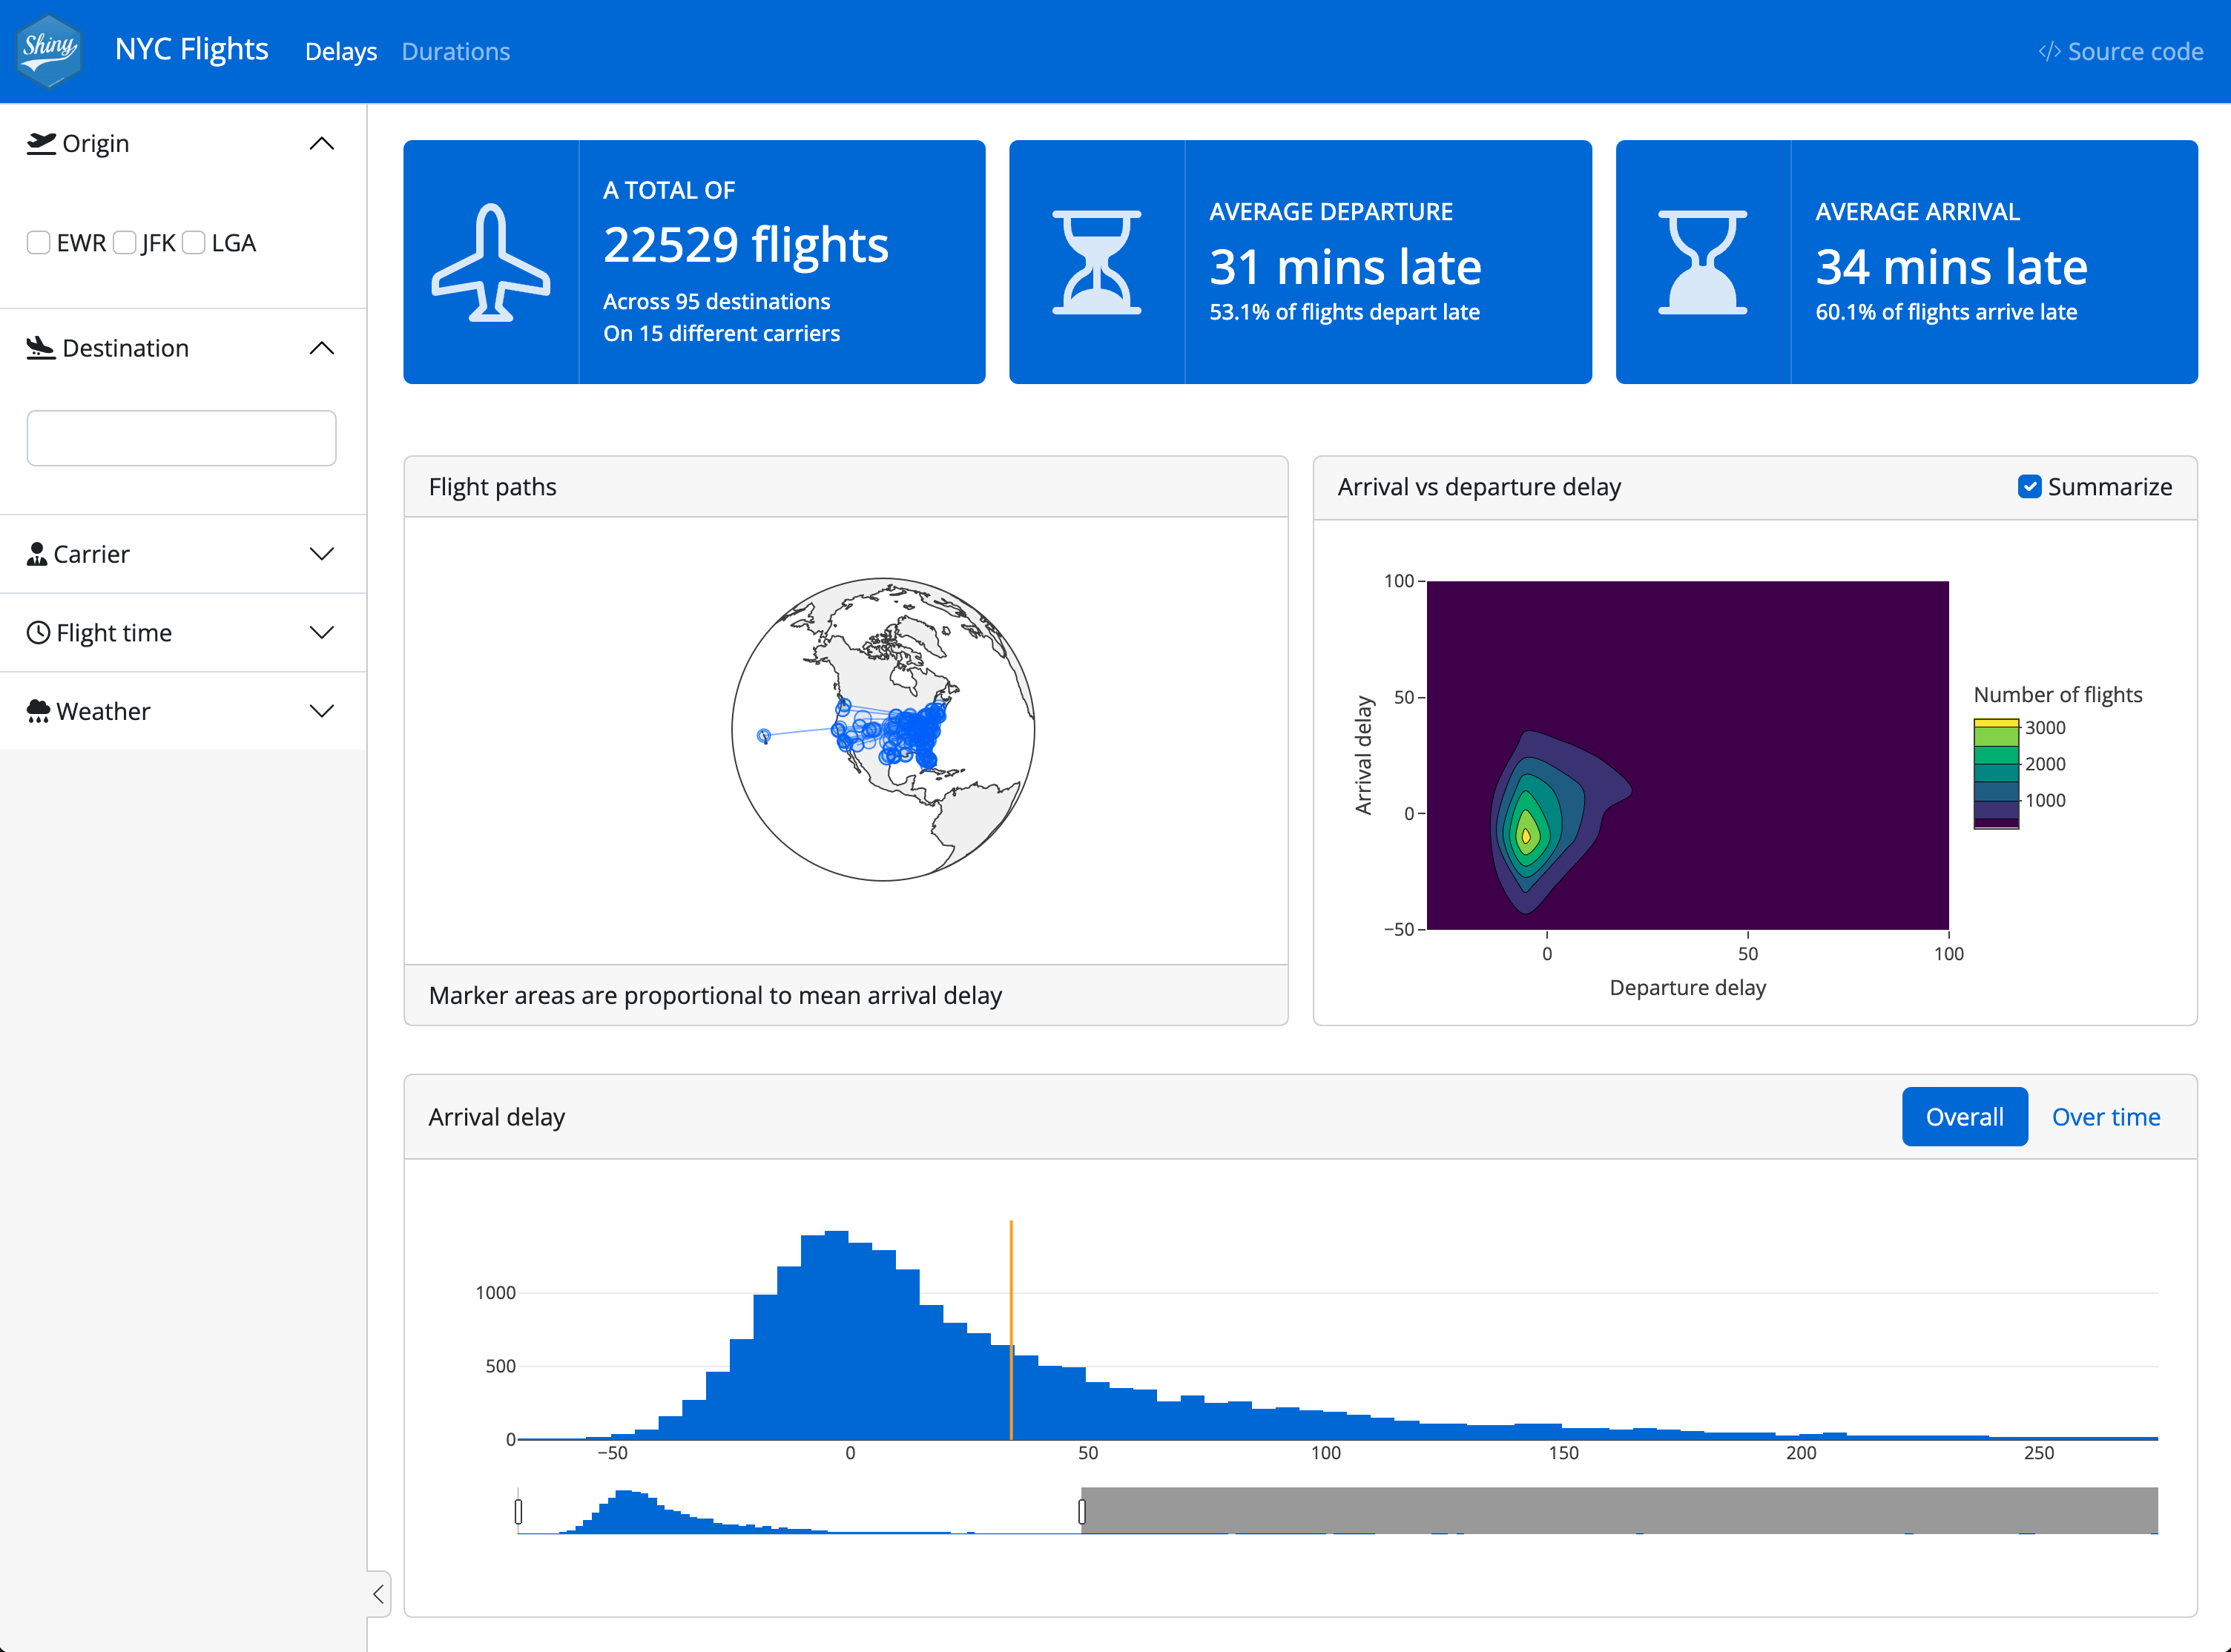 Shiny
NYC Flights
Delays
Durations
</> Source code
Origin
EWR JFK LGA
Destination
Carrier
Flight time
Weather
A TOTAL OF
22529 flights
Across 95 destinations
On 15 different carriers
AVERAGE DEPARTURE
31 mins late
53.1% of flights depart late
AVERAGE ARRIVAL
34 mins late
60.1% of flights arrive late
Flight paths
Marker areas are proportional to mean arrival delay
Arrival vs departure delay
Summarize
Arrival delay
100
50
0
−50
0 50 100
Departure delay
Number of flights
3000
2000
1000
Arrival delay
Overall
Over time
1000
500
0
−50 0 50 100 150 200 250